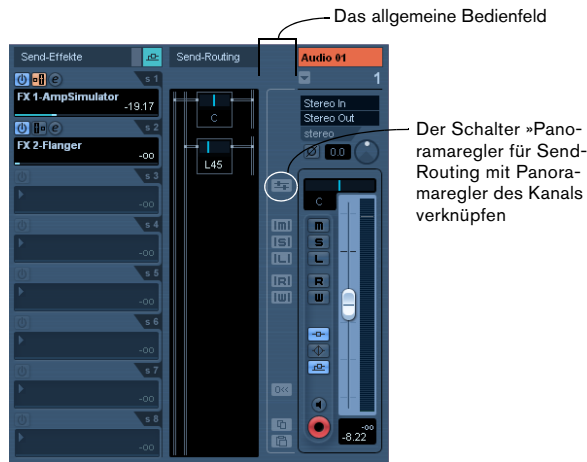 Das allgemeine Bedienfeld
Send-Effekte
Send-Routing
Audio 01
s 1
1
FX 1-AmpSimulator
-19.17
C
Stereo In
Stereo Out
stereo
s 2
FX 2-Flanger
-oo
L45
0.0
Der Schalter »Pano-
ramaregler für Send-
Routing mit Panora-
maregler des Kanals
verknüpfen
s 3
-oo
C
s 4
-oo
M
S
L
R
W
m
S
L
R
W
s 5
-oo
s 6
-oo
s 7
-oo
0<<
s 8
-oo
-oo
-8.22